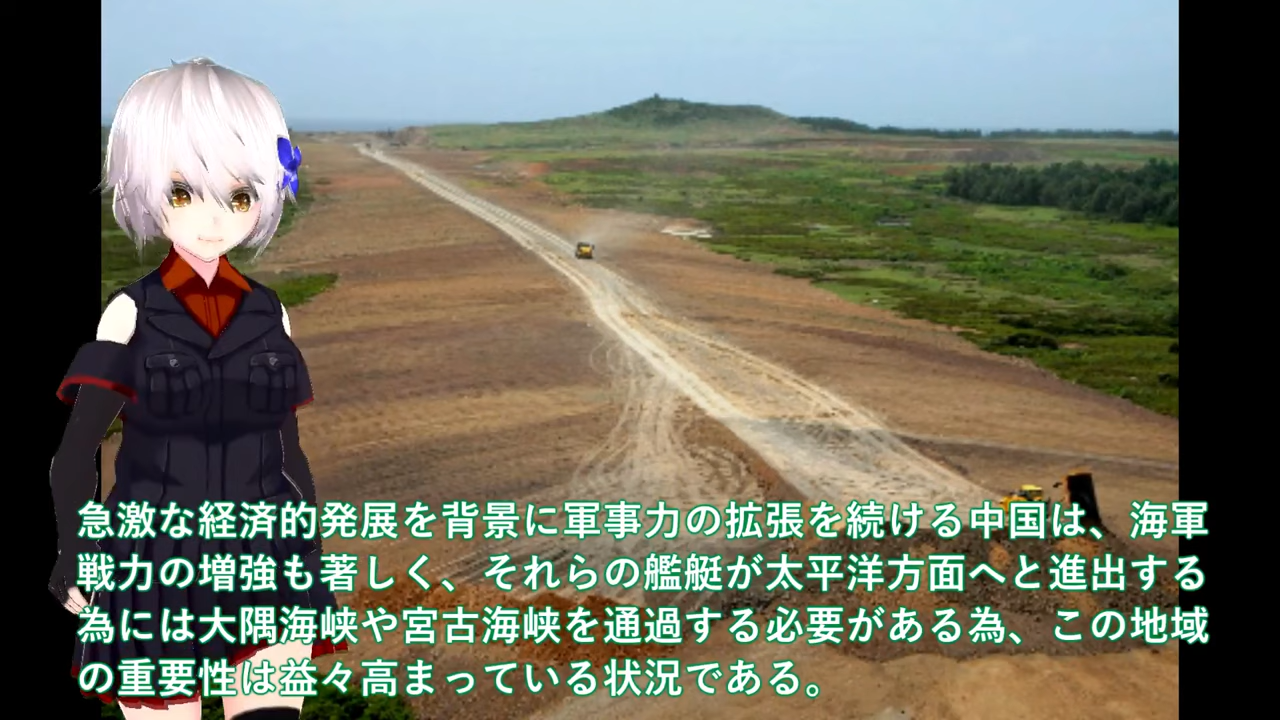 急激な経済的発展を背景に軍事力の拡張を続ける中国は、海軍
戦力の増強も著しく、それらの艦艇が太平洋方面へと進出する
為には大隅海峡や宮古海峡を通過する必要がある為、この地域
の重要性は益々高まっている状況である。